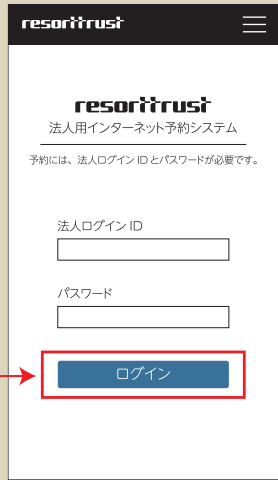 resorttrust
resorttrust
法人用インターネット予約システム
予約には、法人ログイン ID とパスワードが必要です。
法人ログイン ID
パスワード
ログイン